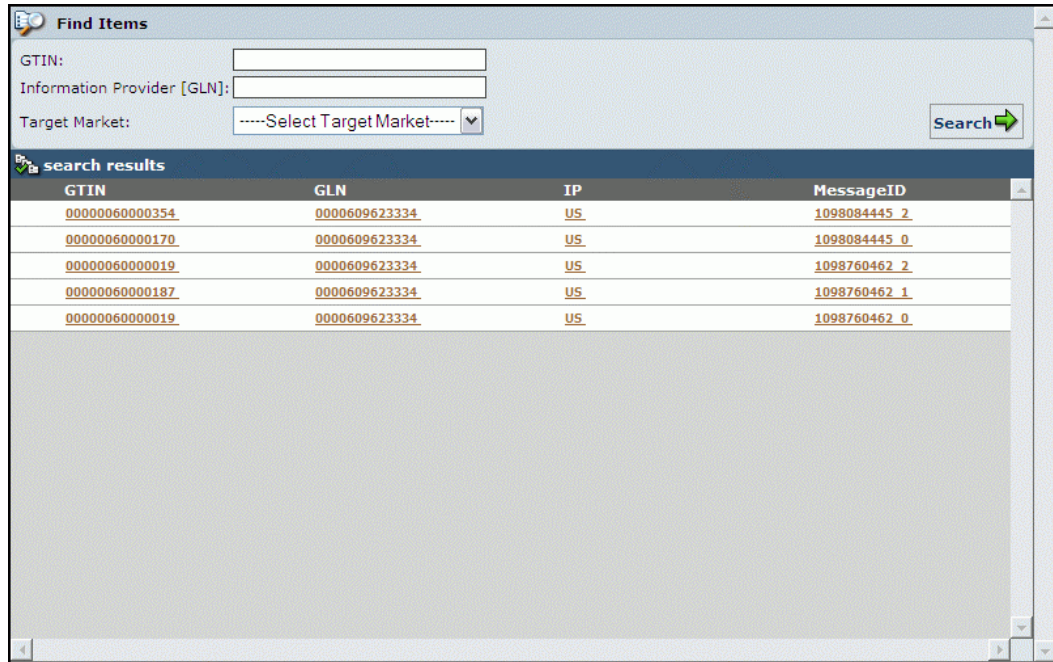 Find Items
GTIN:
Information Provider [GLN]:
Target Market: -----Select Target Market-----
Search
search results
GTIN GLN IP MessageID
00000060000354 0000609623334 US 1098084445_2
00000060000170 0000609623334 US 1098084445_0
00000060000019 0000609623334 US 1098760462_2
00000060000187 0000609623334 US 1098760462_1
00000060000019 0000609623334 US 1098760462_0